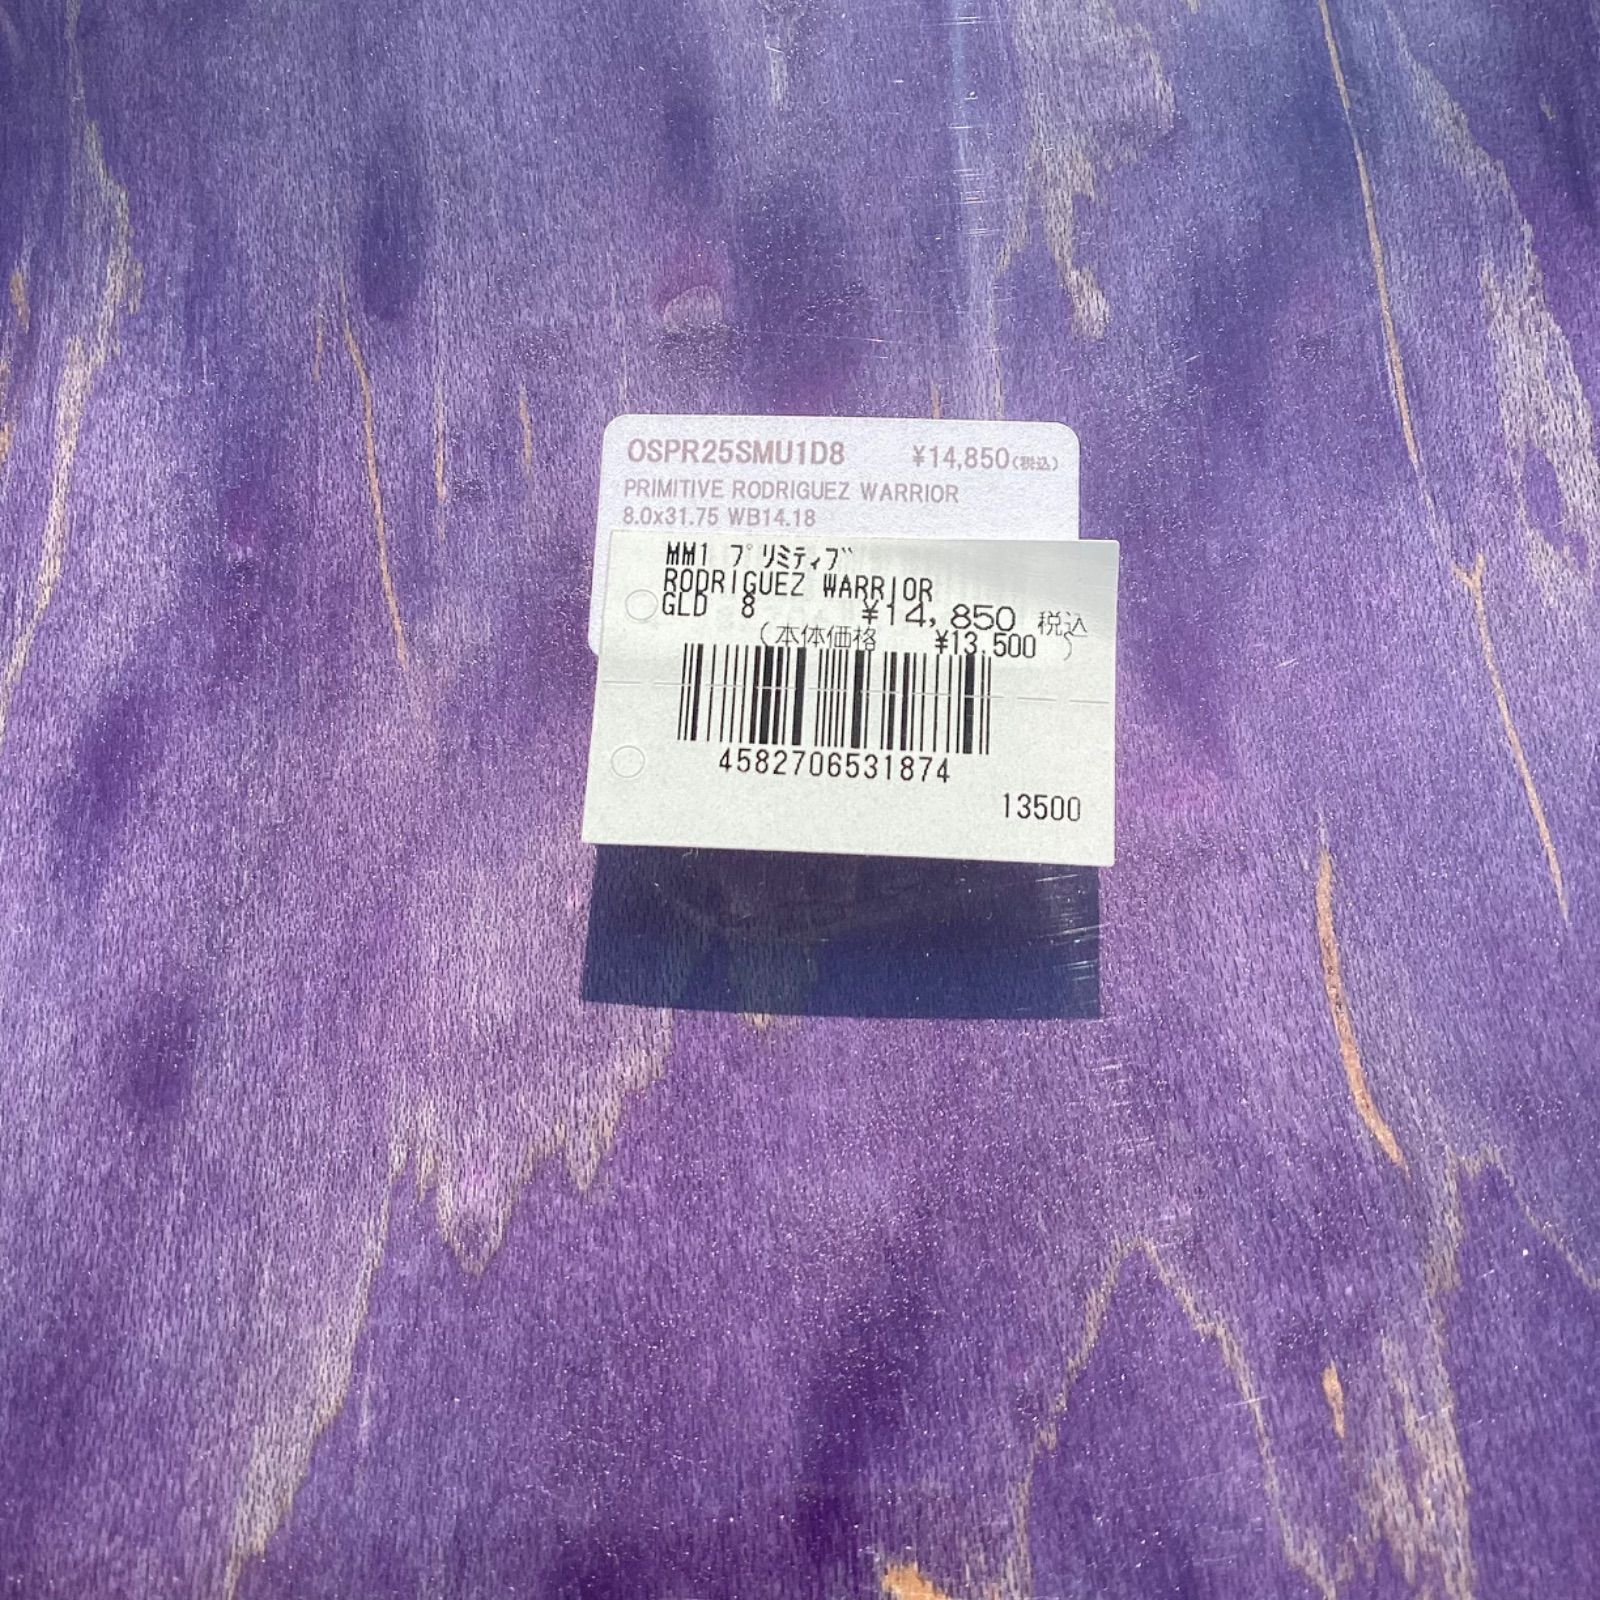 OSPR25SMU1D8 ¥14,850(税込)
PRIMITIVE RODRIGUEZ WARRIOR
8.0x31.75 WB14.18
MM1 プリミティブ
RODRIGUEZ WARRIOR
GLD 8 ¥14,850 税込
(本体価格 ¥13,500 )
4582706531874
13500